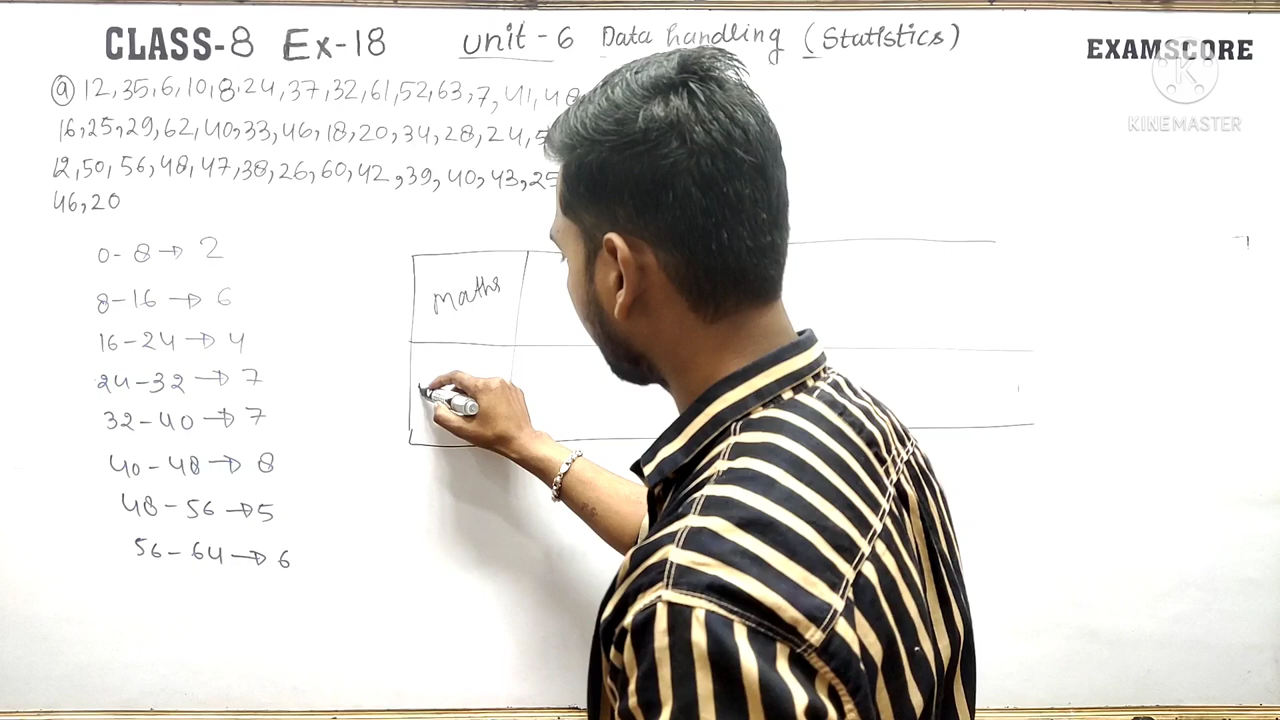 CLASS-8 Ex-18 Unit-6 Data handling (Statistics) EXAMSCORE
K
KINEMASTER
(a) 12,35,6,10,8,24,37,32,61,52,63,7,41,48
16,25,29,62,40,33,46,18,20,34,28,24,5
12,50,56,48,47,38,26,60,42,39,40,43,25
46,20
0-8→2
8-16→6
16-24→4
24-32→7
32-40→7
40-48→8
48-56→5
56-64→6
Maths